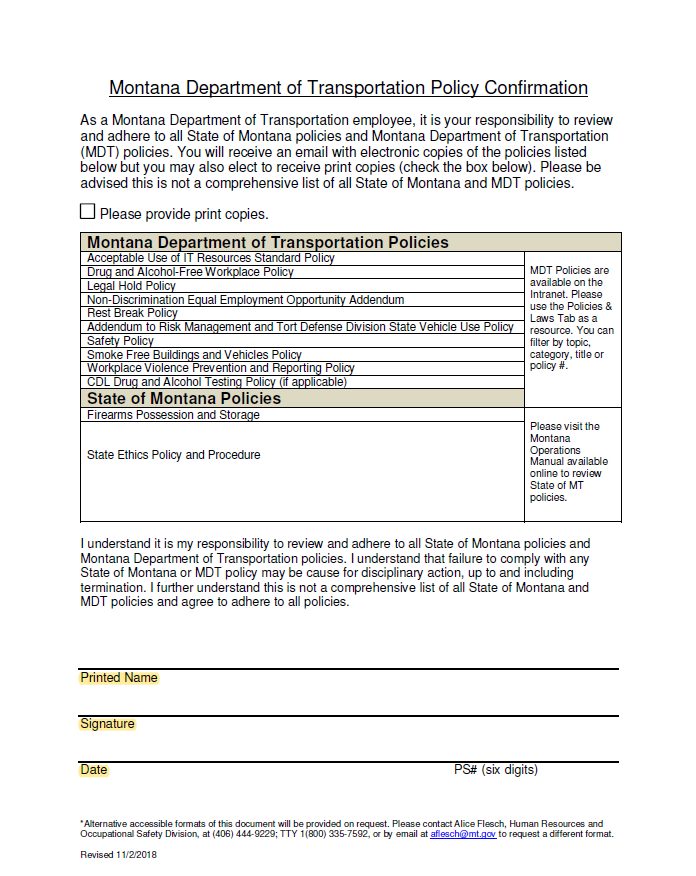 Montana Department of Transportation Policy Confirmation
As a Montana Department of Transportation employee, it is your responsibility to review
and adhere to all State of Montana policies and Montana Department of Transportation
(MDT) policies. You will receive an email with electronic copies of the policies listed
below but you may also elect to receive print copies (check the box below). Please be
advised this is not a comprehensive list of all State of Montana and MDT policies.
Please provide print copies.
Montana Department of Transportation Policies
Acceptable Use of IT Resources Standard Policy
Drug and Alcohol-Free Workplace Policy
Legal Hold Policy
Non-Discrimination Equal Employment Opportunity Addendum
Rest Break Policy
Addendum to Risk Management and Tort Defense Division State Vehicle Use Policy
Safety Policy
Smoke Free Buildings and Vehicles Policy
Workplace Violence Prevention and Reporting Policy
CDL Drug and Alcohol Testing Policy (if applicable)
MDT Policies are
available on the
Intranet. Please
use the Policies &
Laws Tab as a
resource. You can
filter by topic,
category, title or
policy #.
State of Montana Policies
Firearms Possession and Storage
State Ethics Policy and Procedure
Please visit the
Montana
Operations
Manual available
online to review
State of MT
policies.
I understand it is my responsibility to review and adhere to all State of Montana policies and
Montana Department of Transportation policies. I understand that failure to comply with any
State of Montana or MDT policy may be cause for disciplinary action, up to and including
termination. I further understand this is not a comprehensive list of all State of Montana and
MDT policies and agree to adhere to all policies.
Printed Name
Signature
Date PS# (six digits)
*Alternative accessible formats of this document will be provided on request. Please contact Alice Flesch, Human Resources and
Occupational Safety Division, at (406) 444-9229; TTY 1(800) 335-7592, or by email at aflesch@mt.gov to request a different format.
Revised 11/2/2018